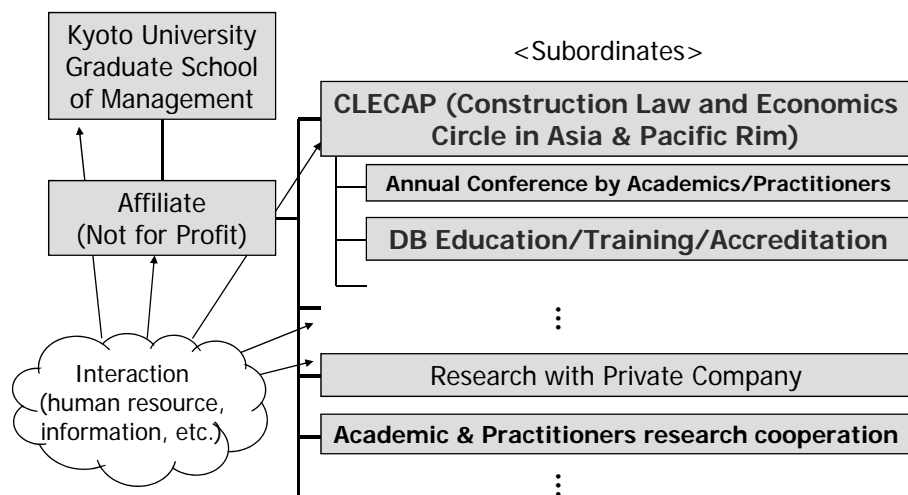 Kyoto University
Graduate School
of Management
<Subordinates>
CLECAP (Construction Law and Economics
Circle in Asia & Pacific Rim)
Annual Conference by Academics/Practitioners
Affiliate
(Not for Profit)
DB Education/Training/Accreditation
⋮
Interaction
(human resource,
information, etc.)
Research with Private Company
Academic & Practitioners research cooperation
⋮